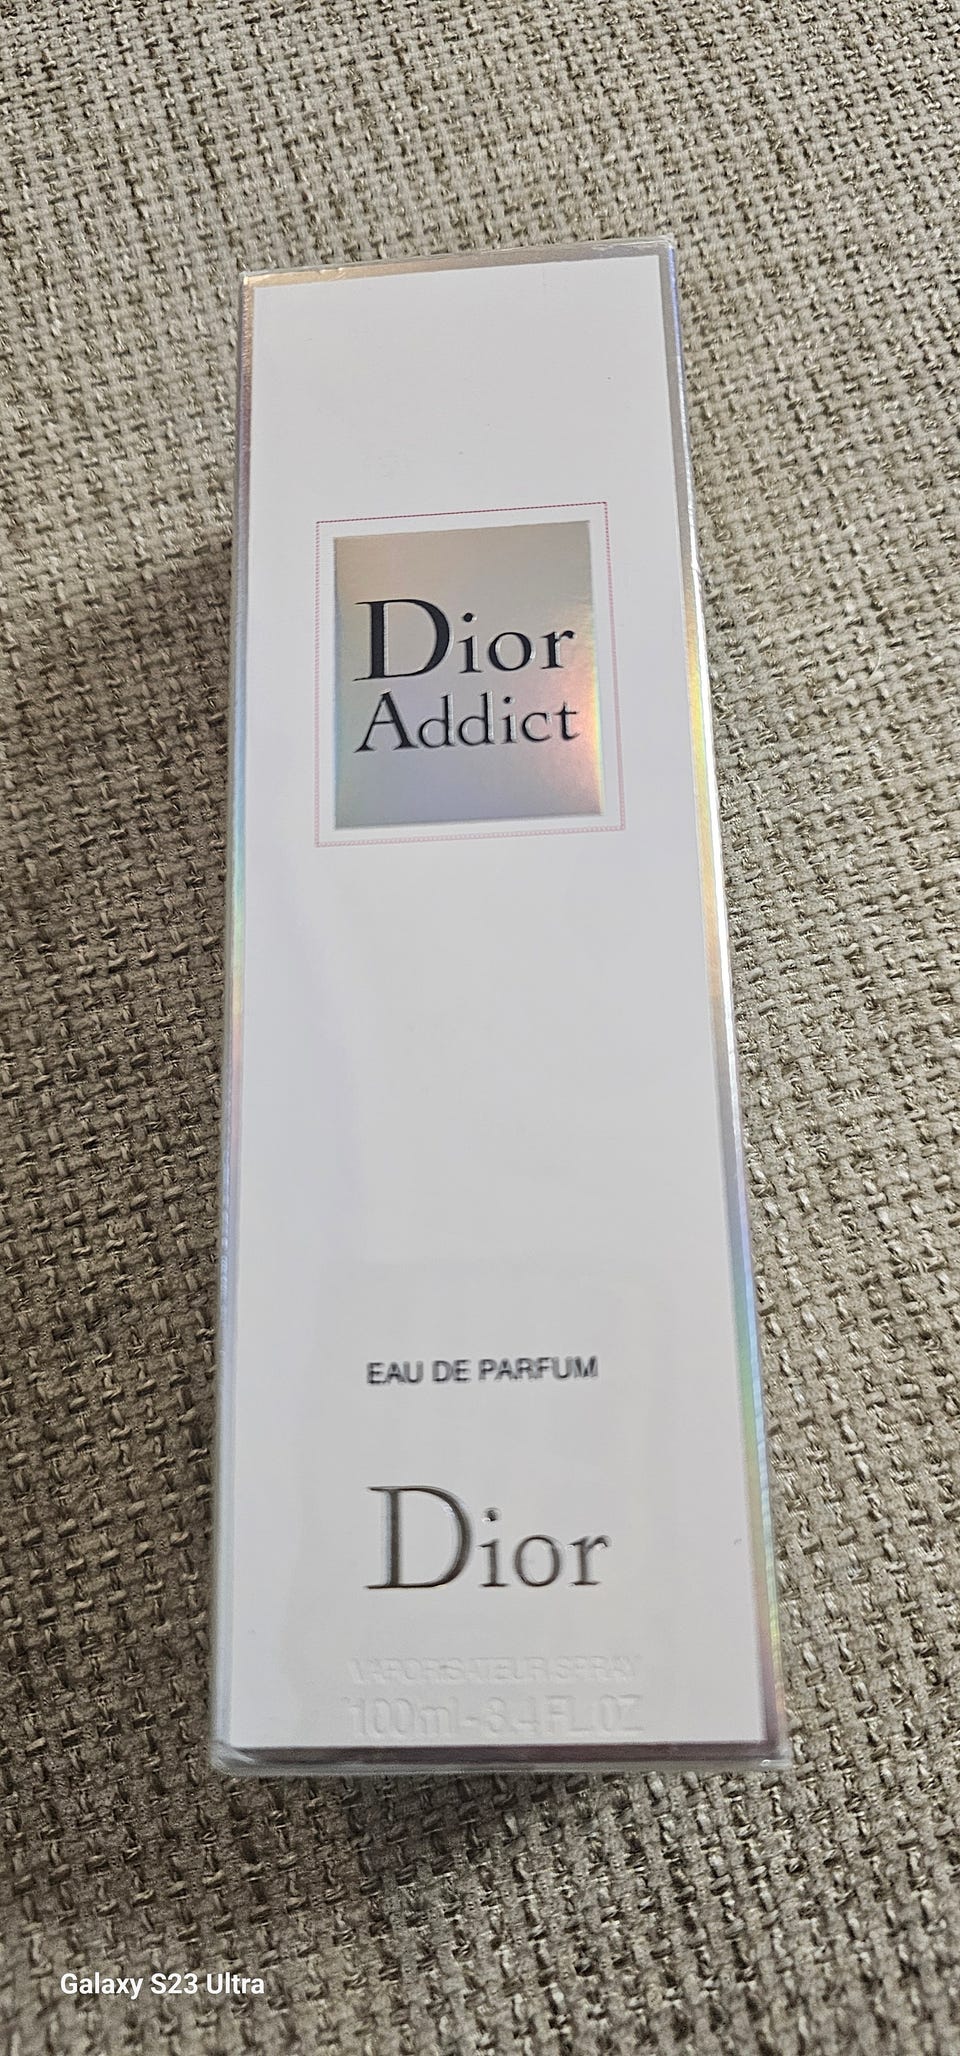 Dior
Addict
EAU DE PARFUM
Dior
VAPORISATEUR SPRAY
100ml-3.4 FL.OZ
Galaxy S23 Ultra